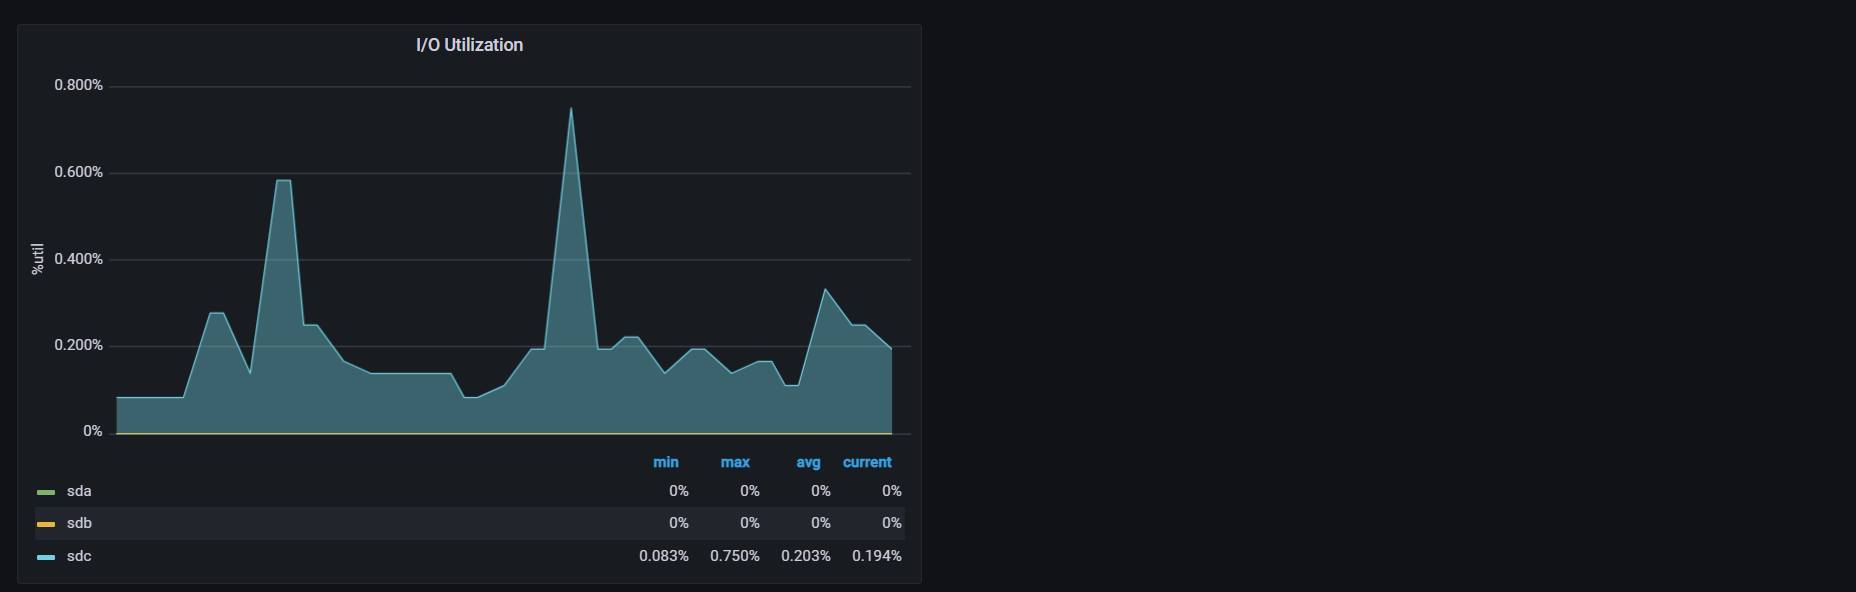 I/O Utilization
0.800%
0.600%
0.400%
0.200%
0%
%util
min max avg current
sda 0% 0% 0% 0%
sdb 0% 0% 0% 0%
sdc 0.083% 0.750% 0.203% 0.194%